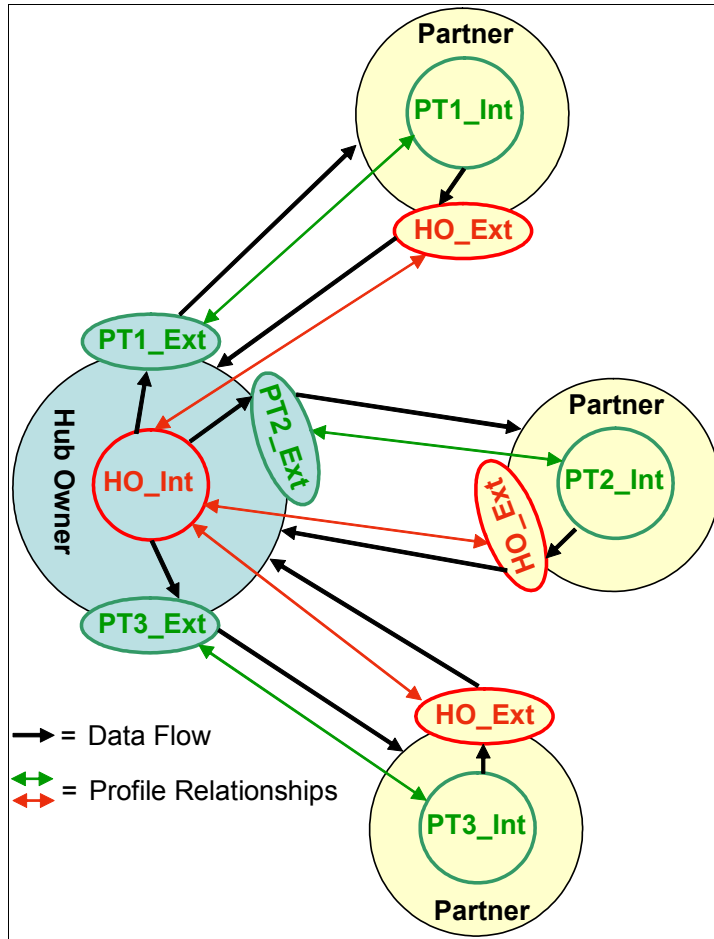 Partner
PT1_Int
HO_Ext
PT1_Ext
PT2_Ext
Hub Owner
HO_Int
Partner
PT2_Int
HO_Ext
PT3_Ext
HO_Ext
= Data Flow
= Profile Relationships
PT3_Int
Partner